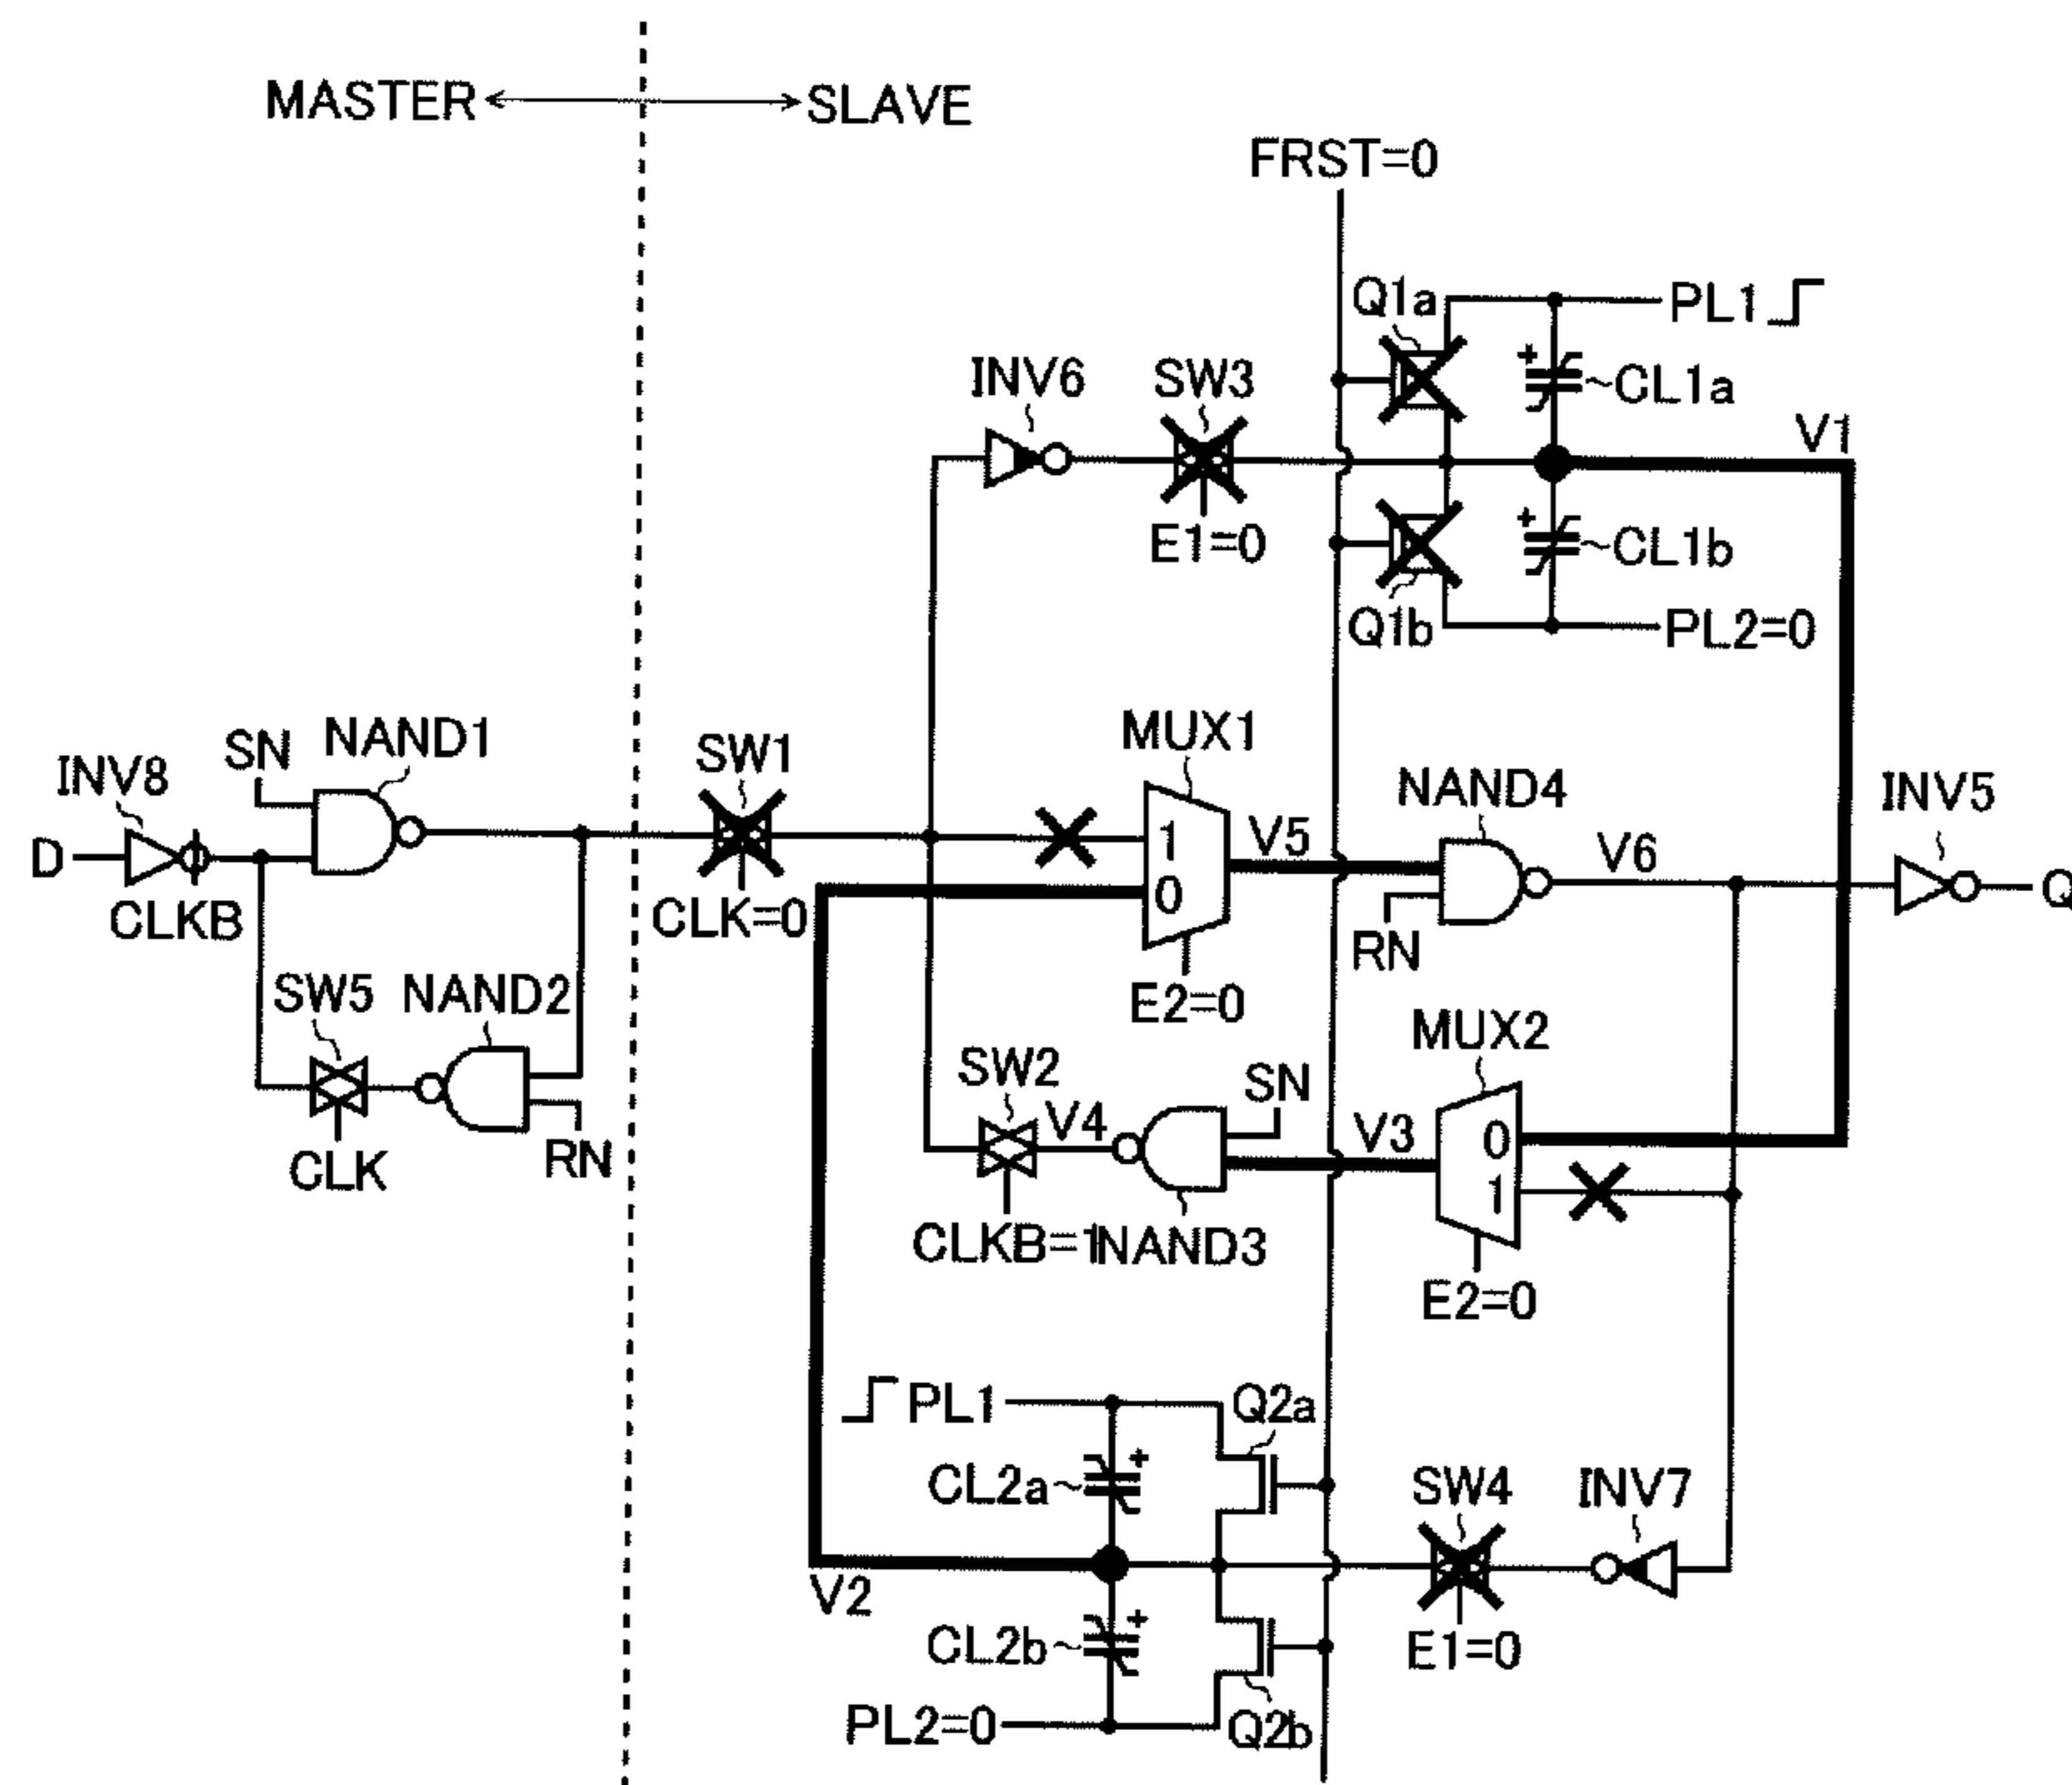 MASTER SLAVE
FRST=0
Q1a
PL1
INV6
SW3
+
CL1a
V1
E1=0
+
CL1b
Q1b
PL2=0
INV8
SN
NAND1
SW1
MUX1
NAND4
INV5
D
1
V5
V6
Q
0
CLKB
CLK=0
RN
SW5
NAND2
E2=0
MUX2
SW2
SN
V4
V3
0
1
CLK
RN
CLKB=1
NAND3
E2=0
PL1
Q2a
+
CL2a
SW4
INV7
V2
+
CL2b
E1=0
PL2=0
Q2b